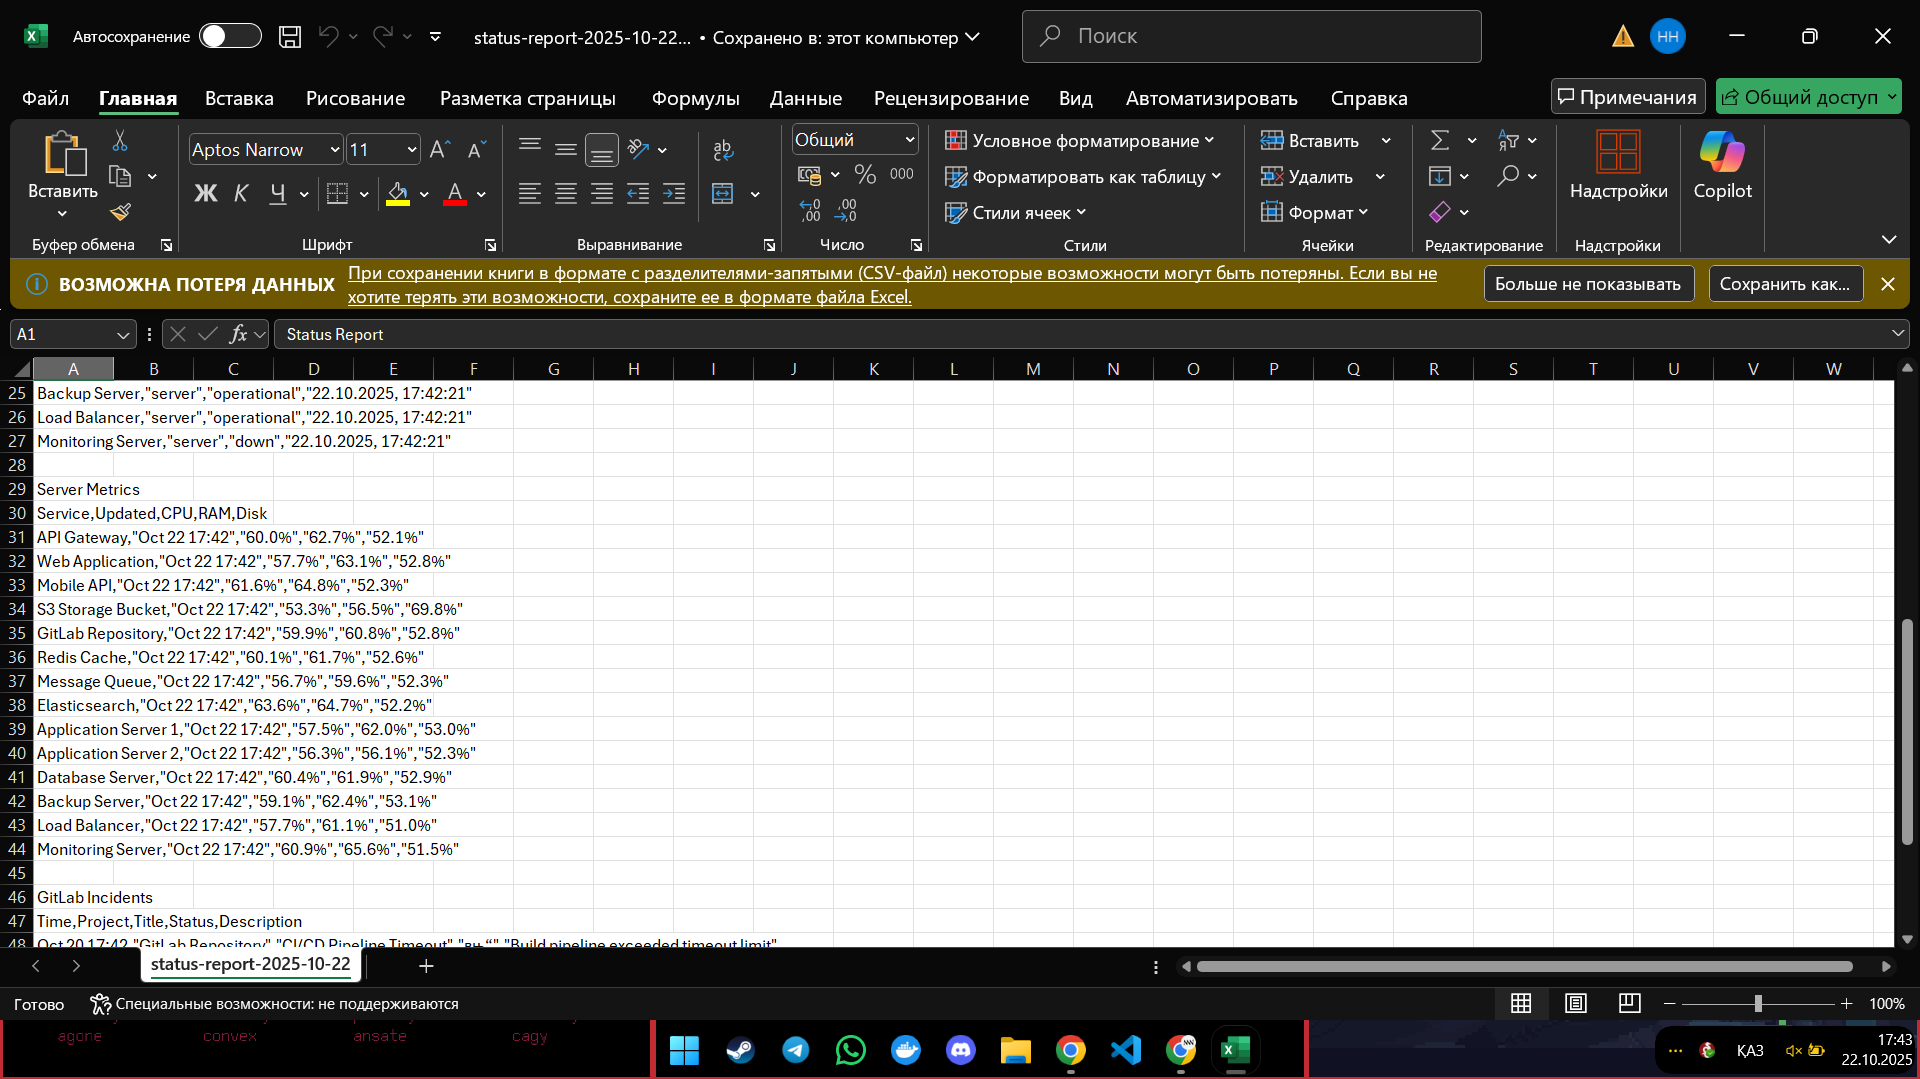 Автосохранение
status-report-2025-10-22... • Сохранено в: этот компьютер
Поиск
НН
Файл
Главная
Вставка
Рисование
Разметка страницы
Формулы
Данные
Рецензирование
Вид
Автоматизировать
Справка
Примечания
Общий доступ
Вставить
Буфер обмена
Aptos Narrow
11
Ж К Ч
Шрифт
Выравнивание
Общий
% 000
Число
Условное форматирование
Форматировать как таблицу
Стили ячеек
Стили
Вставить
Удалить
Формат
Ячейки
Редактирование
Надстройки
Надстройки
Copilot
ВОЗМОЖНА ПОТЕРЯ ДАННЫХ
При сохранении книги в формате с разделителями-запятыми (CSV-файл) некоторые возможности могут быть потеряны. Если вы не
хотите терять эти возможности, сохраните ее в формате файла Excel.
Больше не показывать
Сохранить как...
A1
fx
Status Report
A B C D E F G H I J K L M N O P Q R S T U V W
25 Backup Server,"server","operational","22.10.2025, 17:42:21"
26 Load Balancer,"server","operational","22.10.2025, 17:42:21"
27 Monitoring Server,"server","down","22.10.2025, 17:42:21"
28
29 Server Metrics
30 Service,Updated,CPU,RAM,Disk
31 API Gateway,"Oct 22 17:42","60.0%","62.7%","52.1%"
32 Web Application,"Oct 22 17:42","57.7%","63.1%","52.8%"
33 Mobile API,"Oct 22 17:42","61.6%","64.8%","52.3%"
34 S3 Storage Bucket,"Oct 22 17:42","53.3%","56.5%","69.8%"
35 GitLab Repository,"Oct 22 17:42","59.9%","60.8%","52.8%"
36 Redis Cache,"Oct 22 17:42","60.1%","61.7%","52.6%"
37 Message Queue,"Oct 22 17:42","56.7%","59.6%","52.3%"
38 Elasticsearch,"Oct 22 17:42","63.6%","64.7%","52.2%"
39 Application Server 1,"Oct 22 17:42","57.5%","62.0%","53.0%"
40 Application Server 2,"Oct 22 17:42","56.3%","56.1%","52.3%"
41 Database Server,"Oct 22 17:42","60.4%","61.9%","52.9%"
42 Backup Server,"Oct 22 17:42","59.1%","62.4%","53.1%"
43 Load Balancer,"Oct 22 17:42","57.7%","61.1%","51.0%"
44 Monitoring Server,"Oct 22 17:42","60.9%","65.6%","51.5%"
45
46 GitLab Incidents
47 Time,Project,Title,Status,Description
48 Oct 20 17:42,"GitLab Repository","CI/CD Pipeline Timeout","вњ“","Build pipeline exceeded timeout limit"
status-report-2025-10-22
Готово
Специальные возможности: не поддерживаются
100%
agone
convex
ansate
cagy
ҚАЗ
17:43
22.10.2025